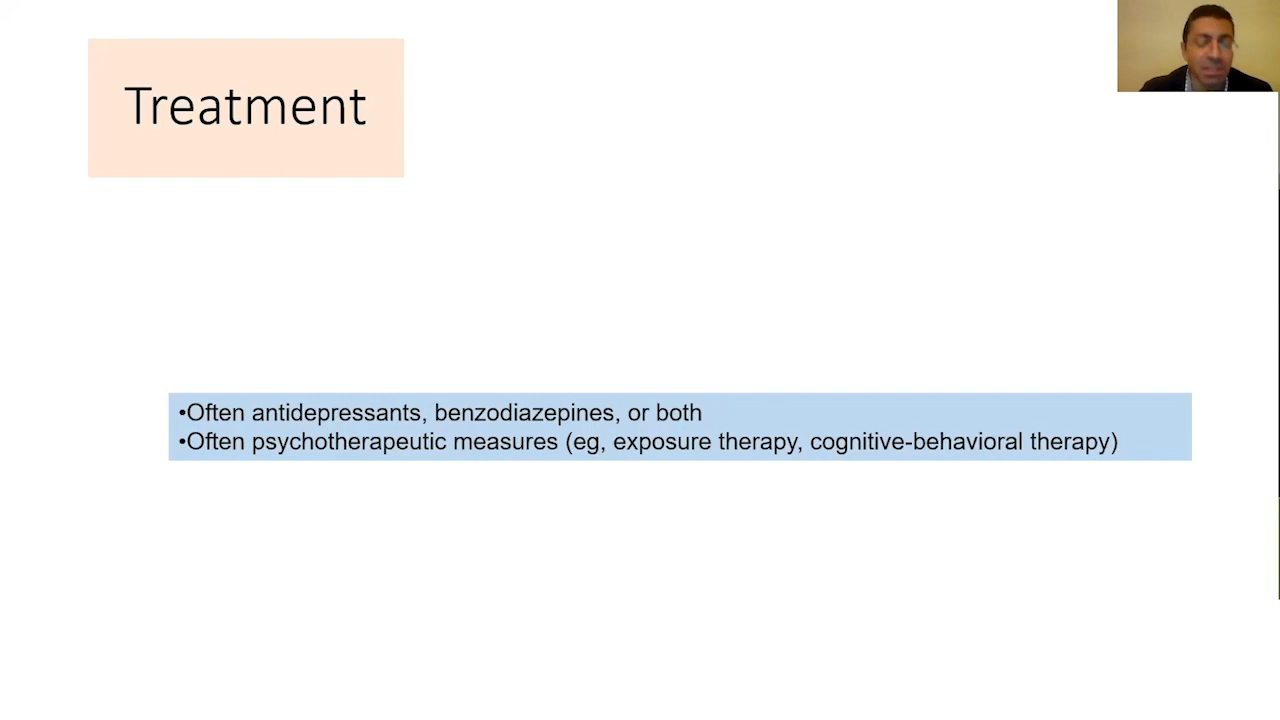 Treatment
•Often antidepressants, benzodiazepines, or both
•Often psychotherapeutic measures (eg, exposure therapy, cognitive-behavioral therapy)